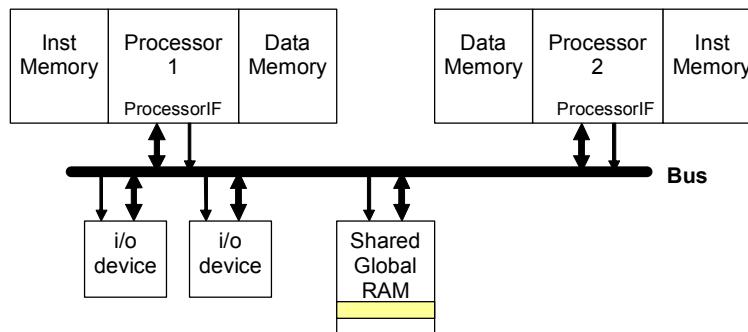 Inst
Memory
Processor
1
Data
Memory
ProcessorIF
Data
Memory
Processor
2
Inst
Memory
ProcessorIF
Bus
i/o
device
i/o
device
Shared
Global
RAM